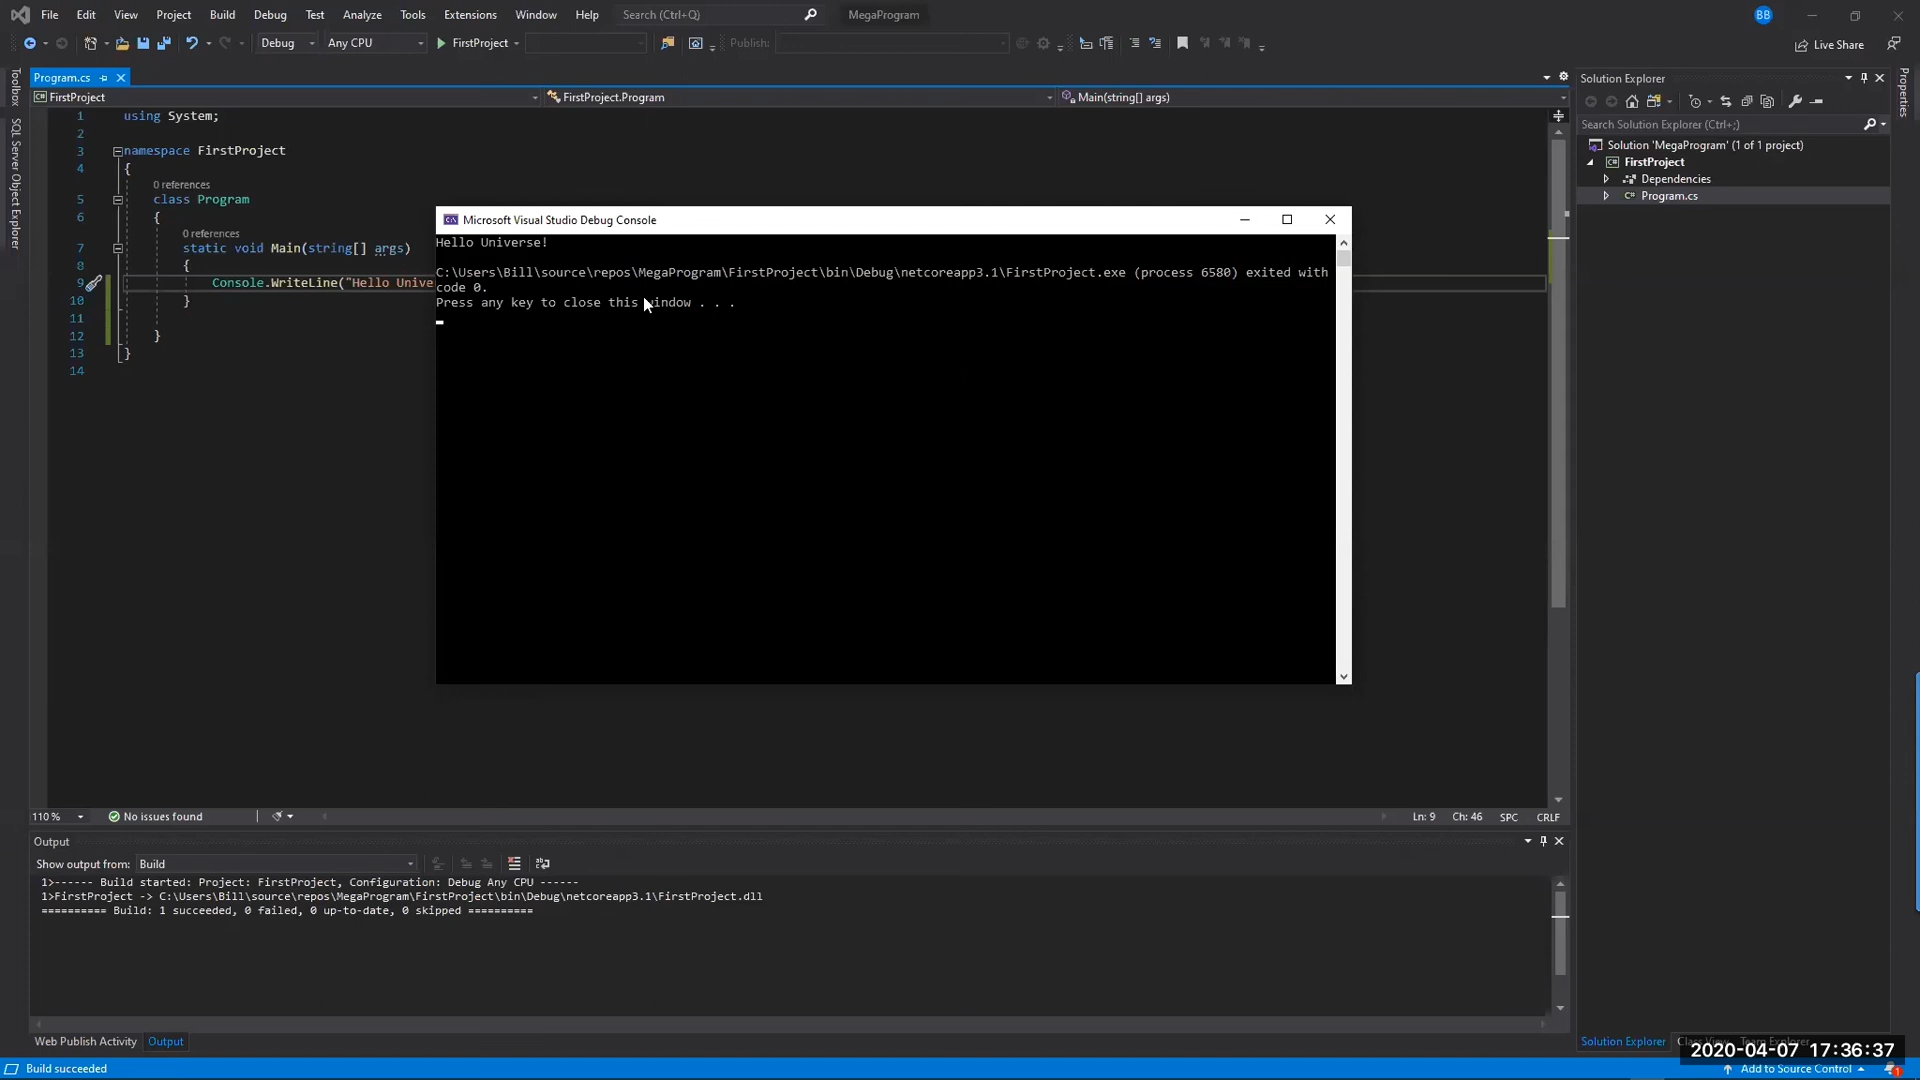 File Edit View Project Build Debug Test Analyze Tools Extensions Window Help Search (Ctrl+Q) MegaProgram BB
Debug Any CPU FirstProject Publish: Live Share
Toolbox
SQL Server Object Explorer
Program.cs
FirstProject FirstProject.Program Main(string[] args)
1 using System;
2
3 namespace FirstProject
4 {
0 references
5 class Program
6 {
0 references
7 static void Main(string[] args)
8 {
9 Console.WriteLine("Hello Unive
10 }
11
12 }
13 }
14
Microsoft Visual Studio Debug Console
Hello Universe!
C:\Users\Bill\source\repos\MegaProgram\FirstProject\bin\Debug\netcoreapp3.1\FirstProject.exe (process 6580) exited with
code 0.
Press any key to close this window . . .
Solution Explorer
Search Solution Explorer (Ctrl+;)
Solution 'MegaProgram' (1 of 1 project)
FirstProject
Dependencies
Program.cs
Properties
110 % No issues found Ln: 9 Ch: 46 SPC CRLF
Output
Show output from: Build
1>------ Build started: Project: FirstProject, Configuration: Debug Any CPU ------
1>FirstProject -> C:\Users\Bill\source\repos\MegaProgram\FirstProject\bin\Debug\netcoreapp3.1\FirstProject.dll
========== Build: 1 succeeded, 0 failed, 0 up-to-date, 0 skipped ==========
Web Publish Activity Output
Solution Explorer Class View Team Explorer
2020-04-07 17:36:37
Build succeeded Add to Source Control 1